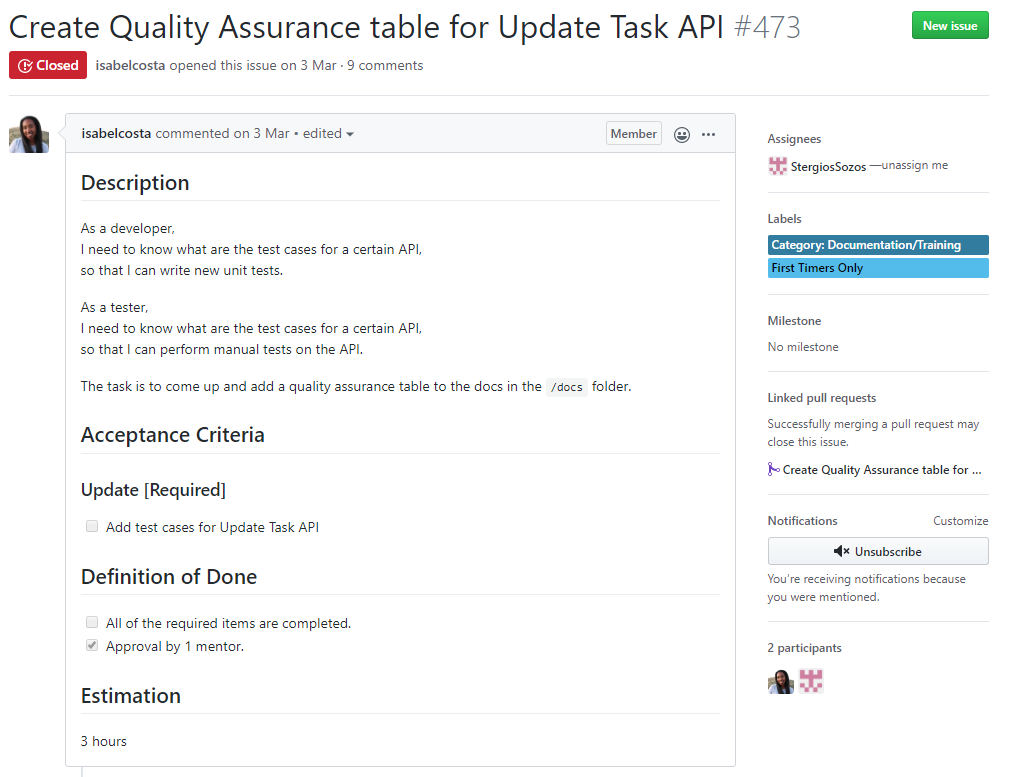 Create Quality Assurance table for Update Task API #473
New issue
Closed isabelcosta opened this issue on 3 Mar · 9 comments
isabelcosta commented on 3 Mar • edited
Member
Description
As a developer,
I need to know what are the test cases for a certain API,
so that I can write new unit tests.
As a tester,
I need to know what are the test cases for a certain API,
so that I can perform manual tests on the API.
The task is to come up and add a quality assurance table to the docs in the /docs folder.
Acceptance Criteria
Update [Required]
Add test cases for Update Task API
Definition of Done
All of the required items are completed.
Approval by 1 mentor.
Estimation
3 hours
Assignees
StergiosSozos —unassign me
Labels
Category: Documentation/Training
First Timers Only
Milestone
No milestone
Linked pull requests
Successfully merging a pull request may
close this issue.
Create Quality Assurance table for ...
Notifications Customize
Unsubscribe
You're receiving notifications because
you were mentioned.
2 participants